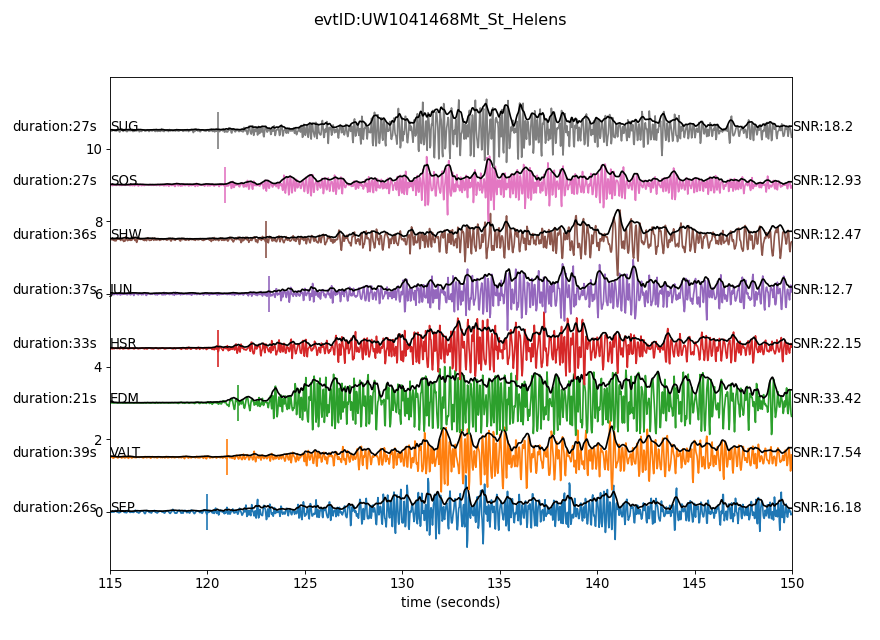 evtID:UW1041468Mt_St_Helens
duration:27s SUG SNR:18.2
10
duration:27s SOS SNR:12.93
8
duration:36s SHW SNR:12.47
duration:37s JUN SNR:12.7
6
duration:33s HSR SNR:22.15
4
duration:21s EDM SNR:33.42
2
duration:39s VALT SNR:17.54
duration:26s SEP SNR:16.18
0
115 120 125 130 135 140 145 150
time (seconds)